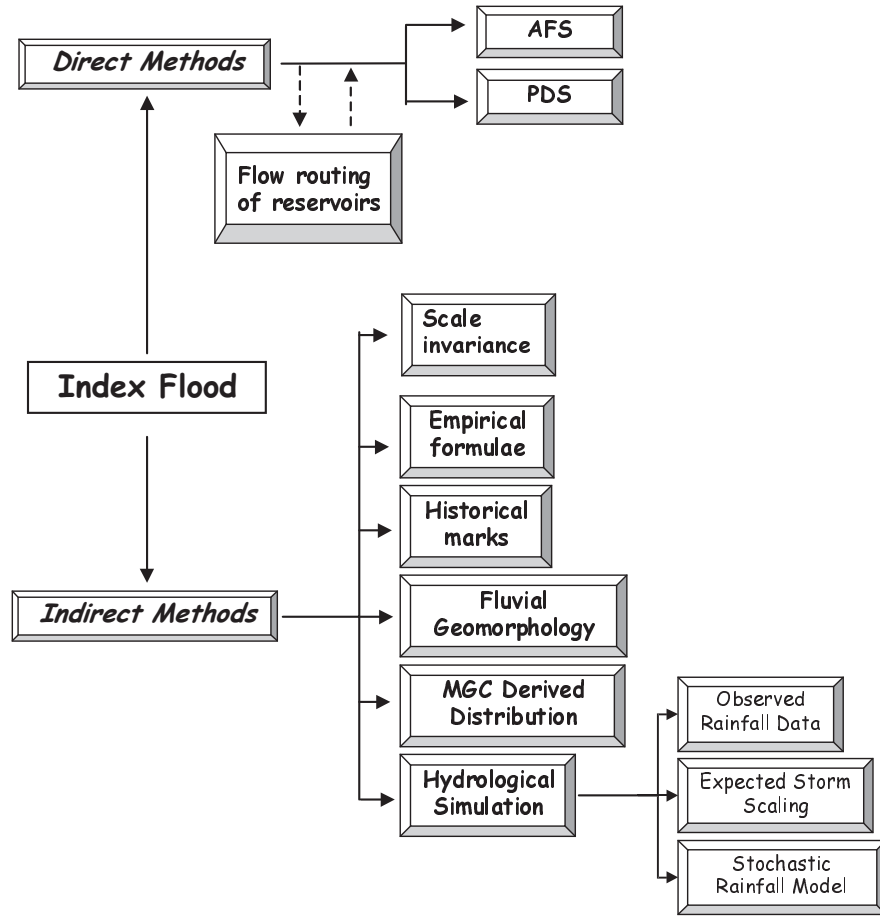 Direct Methods
AFS
PDS
Flow routing
of reservoirs
Index Flood
Indirect Methods
Scale
invariance
Empirical
formulae
Historical
marks
Fluvial
Geomorphology
MGC Derived
Distribution
Hydrological
Simulation
Observed
Rainfall Data
Expected Storm
Scaling
Stochastic
Rainfall Model